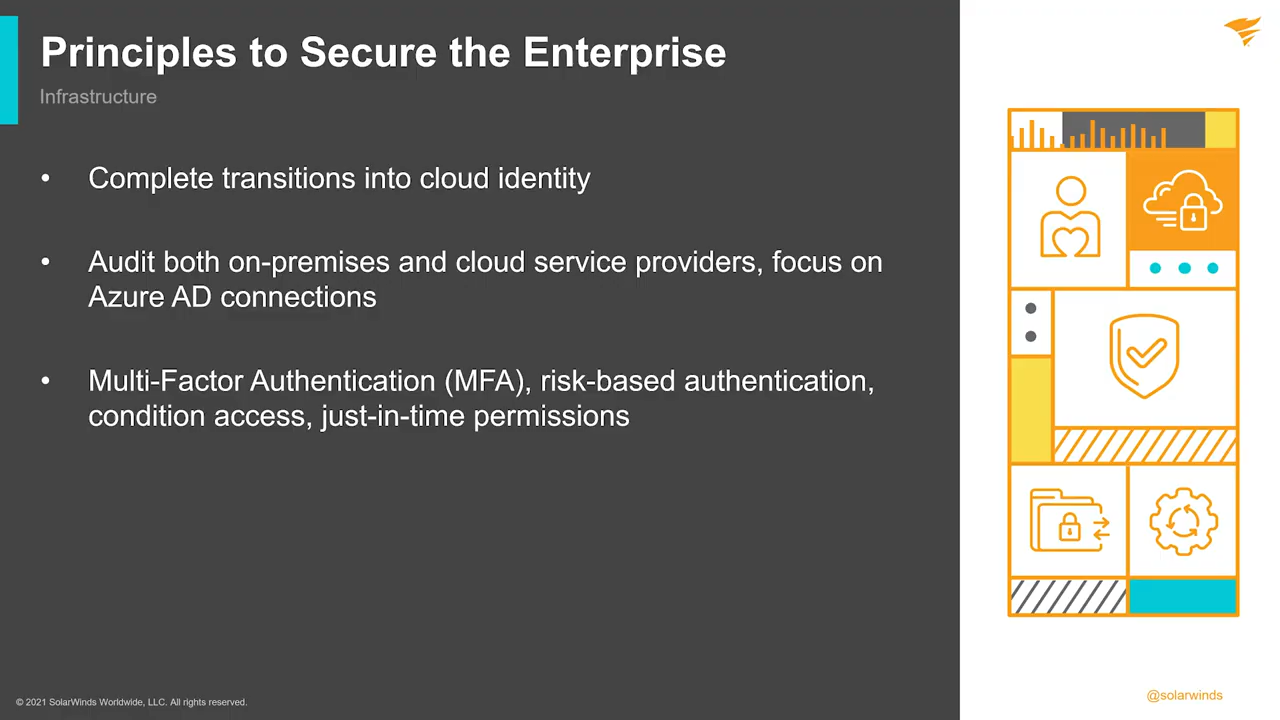 Principles to Secure the Enterprise
Infrastructure
• Complete transitions into cloud identity
• Audit both on-premises and cloud service providers, focus on
Azure AD connections
• Multi-Factor Authentication (MFA), risk-based authentication,
condition access, just-in-time permissions
© 2021 SolarWinds Worldwide, LLC. All rights reserved.
@solarwinds